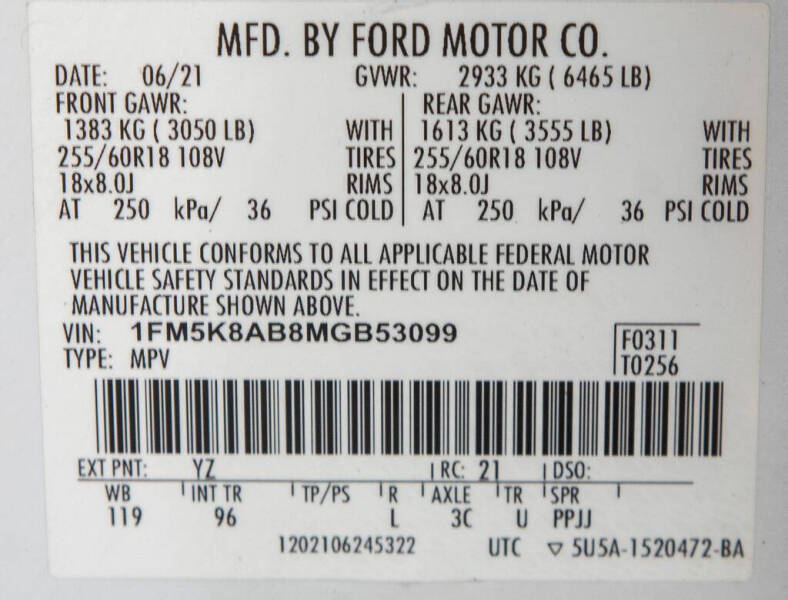 MFD. BY FORD MOTOR CO.
DATE: 06/21 GVWR: 2933 KG ( 6465 LB)
FRONT GAWR: REAR GAWR:
1383 KG ( 3050 LB) WITH 1613 KG ( 3555 LB) WITH
255/60R18 108V TIRES 255/60R18 108V TIRES
18x8.0J RIMS 18x8.0J RIMS
AT 250 kPa/ 36 PSI COLD AT 250 kPa/ 36 PSI COLD
THIS VEHICLE CONFORMS TO ALL APPLICABLE FEDERAL MOTOR
VEHICLE SAFETY STANDARDS IN EFFECT ON THE DATE OF
MANUFACTURE SHOWN ABOVE.
VIN: 1FM5K8AB8MGB53099 F0311
TYPE: MPV T0256
EXT PNT: YZ RC: 21 DSO:
WB INT TR TP/PS R AXLE TR SPR
119 96 L 3C U PPJJ
1202106245322 UTC ▽ 5U5A-1520472-BA